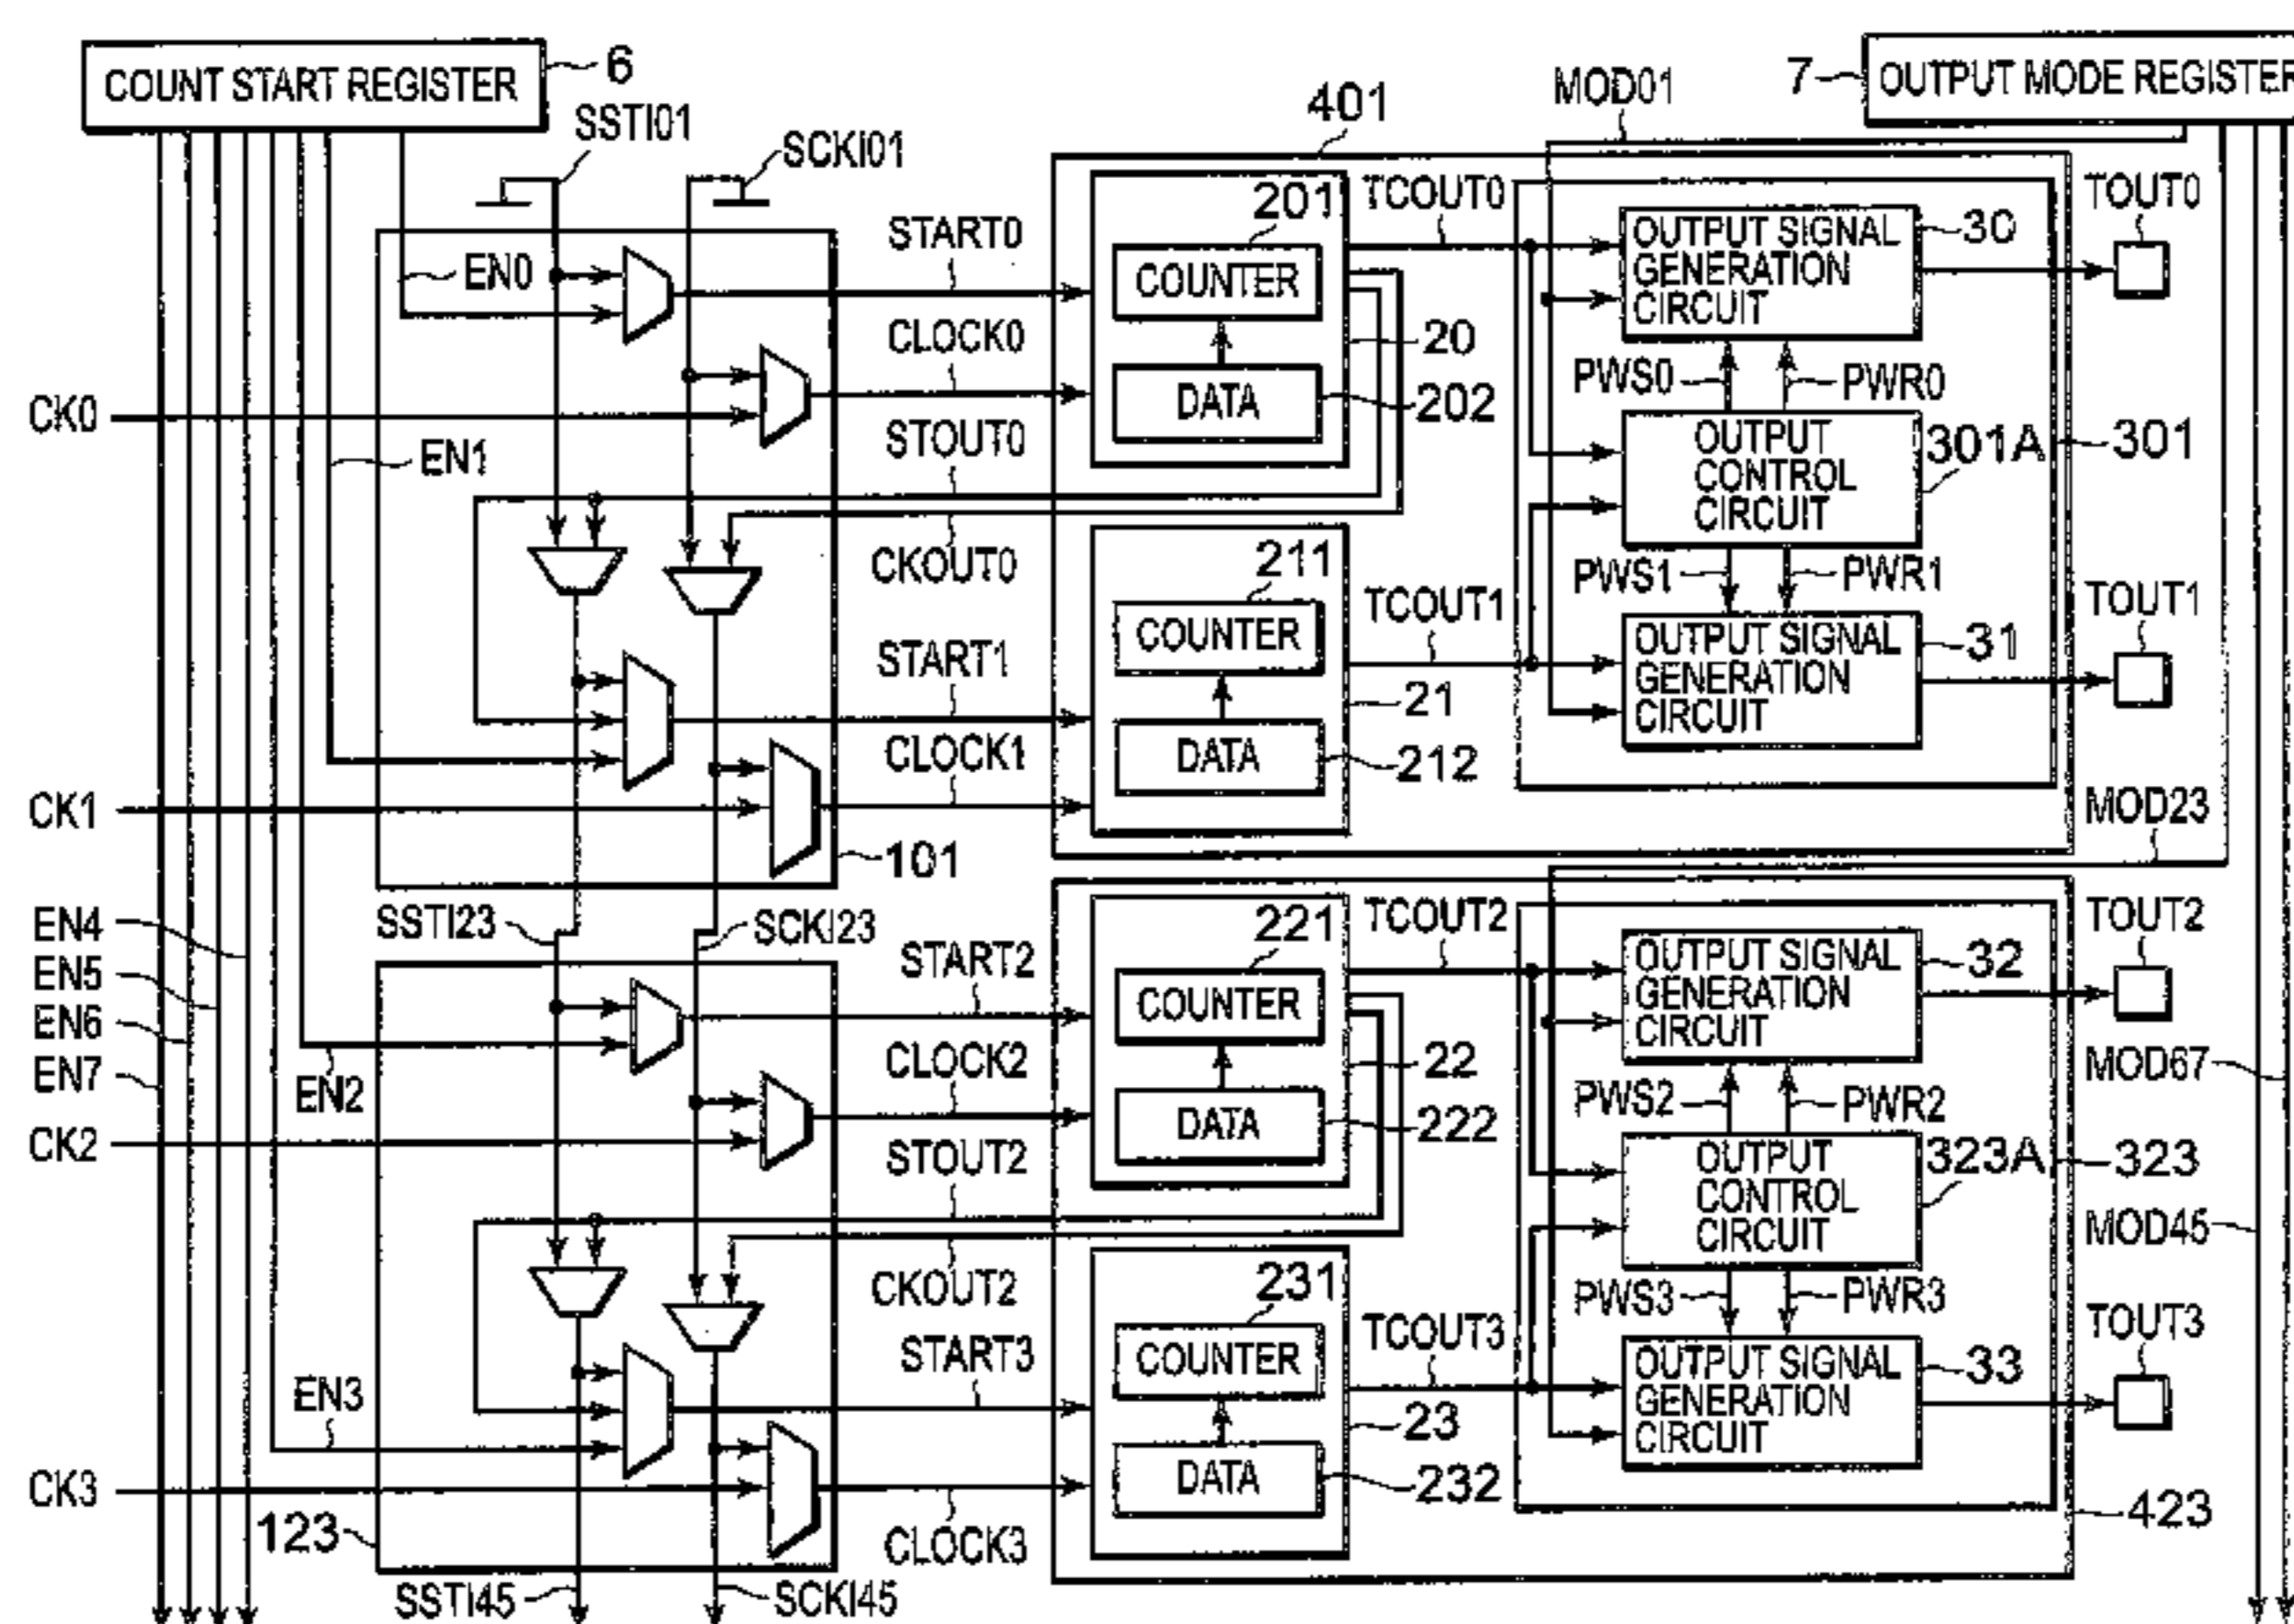 COUNT START REGISTER
6
7
OUTPUT MODE REGISTER
SSTI01
SCKI01
401
MOD01
EN0
START0
201
COUNTER
TCOUT0
OUTPUT SIGNAL
GENERATION
CIRCUIT
30
TOUT0
CK0
CLOCK0
20
DATA
202
PWS0
PWR0
EN1
STOUT0
OUTPUT
CONTROL
CIRCUIT
301A
301
CKOUT0
211
COUNTER
PWS1
PWR1
TCOUT1
START1
OUTPUT SIGNAL
GENERATION
CIRCUIT
31
TOUT1
21
CLOCK1
DATA
212
CK1
101
MOD23
SSTI23
SCKI23
EN4
EN5
EN6
EN7
START2
221
COUNTER
TCOUT2
OUTPUT SIGNAL
GENERATION
CIRCUIT
32
TOUT2
EN2
CLOCK2
22
MOD67
CK2
DATA
222
PWS2
PWR2
STOUT2
OUTPUT
CONTROL
CIRCUIT
323A
323
MOD45
CKOUT2
231
COUNTER
PWS3
PWR3
TCOUT3
START3
OUTPUT SIGNAL
GENERATION
CIRCUIT
33
TOUT3
EN3
23
DATA
232
CK3
123
CLOCK3
423
SSTI45
SCKI45